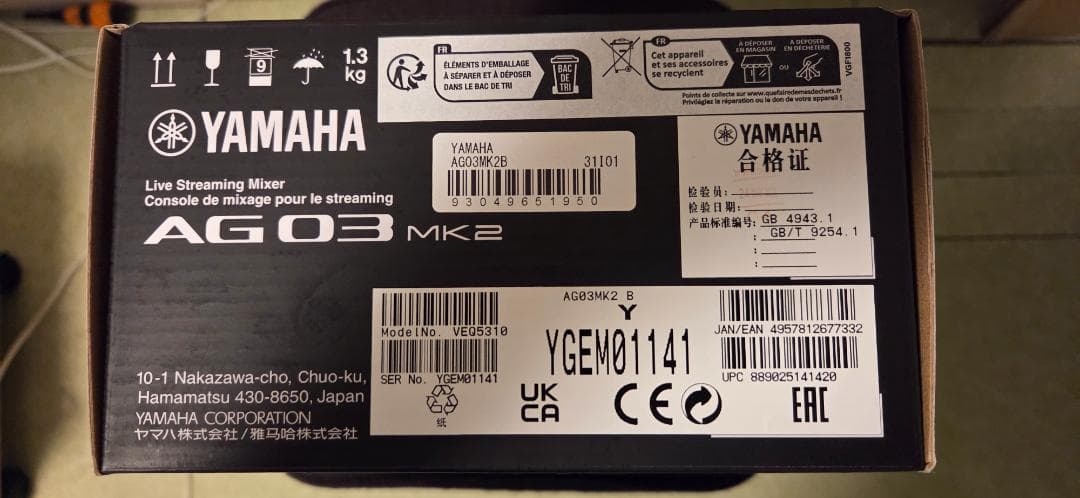 9
1.3
kg
FR
ÉLÉMENTS D'EMBALLAGE
À SÉPARER ET À DÉPOSER
DANS LE BAC DE TRI
BAC
DE
TRI
FR
Cet appareil
et ses accessoires
se recyclent
À DÉPOSER
EN MAGASIN
OU
À DÉPOSER
EN DÉCHÈTERIE
Points de collecte sur www.quefairedemesdechets.fr
Privilégiez la réparation ou le don de votre appareil !
VGF1800
YAMAHA
Live Streaming Mixer
Console de mixage pour le streaming
AG03 MK2
YAMAHA
AG03MK2B 31I01
93049651950
YAMAHA
合格证
检验员:
检验日期:
产品标准编号: GB 4943.1
: GB/T 9254.1
:
:
AG03MK2 B
Y
YGEM01141
ModelNo. VEQ5310
SER No. YGEM01141
JAN/EAN 4957812677332
UPC 889025141420
纸
UK
CA
CE
EAC
10-1 Nakazawa-cho, Chuo-ku,
Hamamatsu 430-8650, Japan
YAMAHA CORPORATION
ヤマハ株式会社/雅马哈株式会社